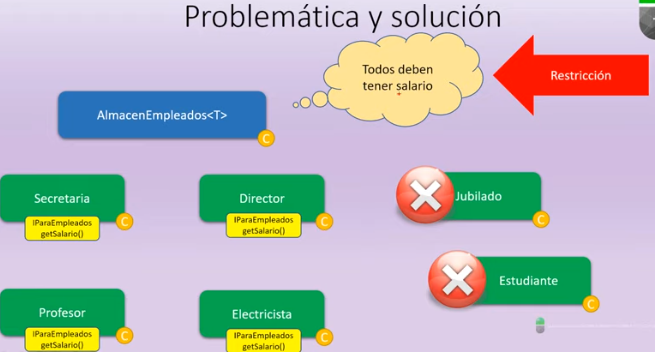 Problemática y solución
Todos deben
tener salario
Restricción
AlmacenEmpleados<T>
C
Secretaria
IParaEmpleados
getSalario()
C
Director
IParaEmpleados
getSalario()
C
Jubilado
C
Estudiante
C
Profesor
IParaEmpleados
getSalario()
C
Electricista
IParaEmpleados
getSalario()
C